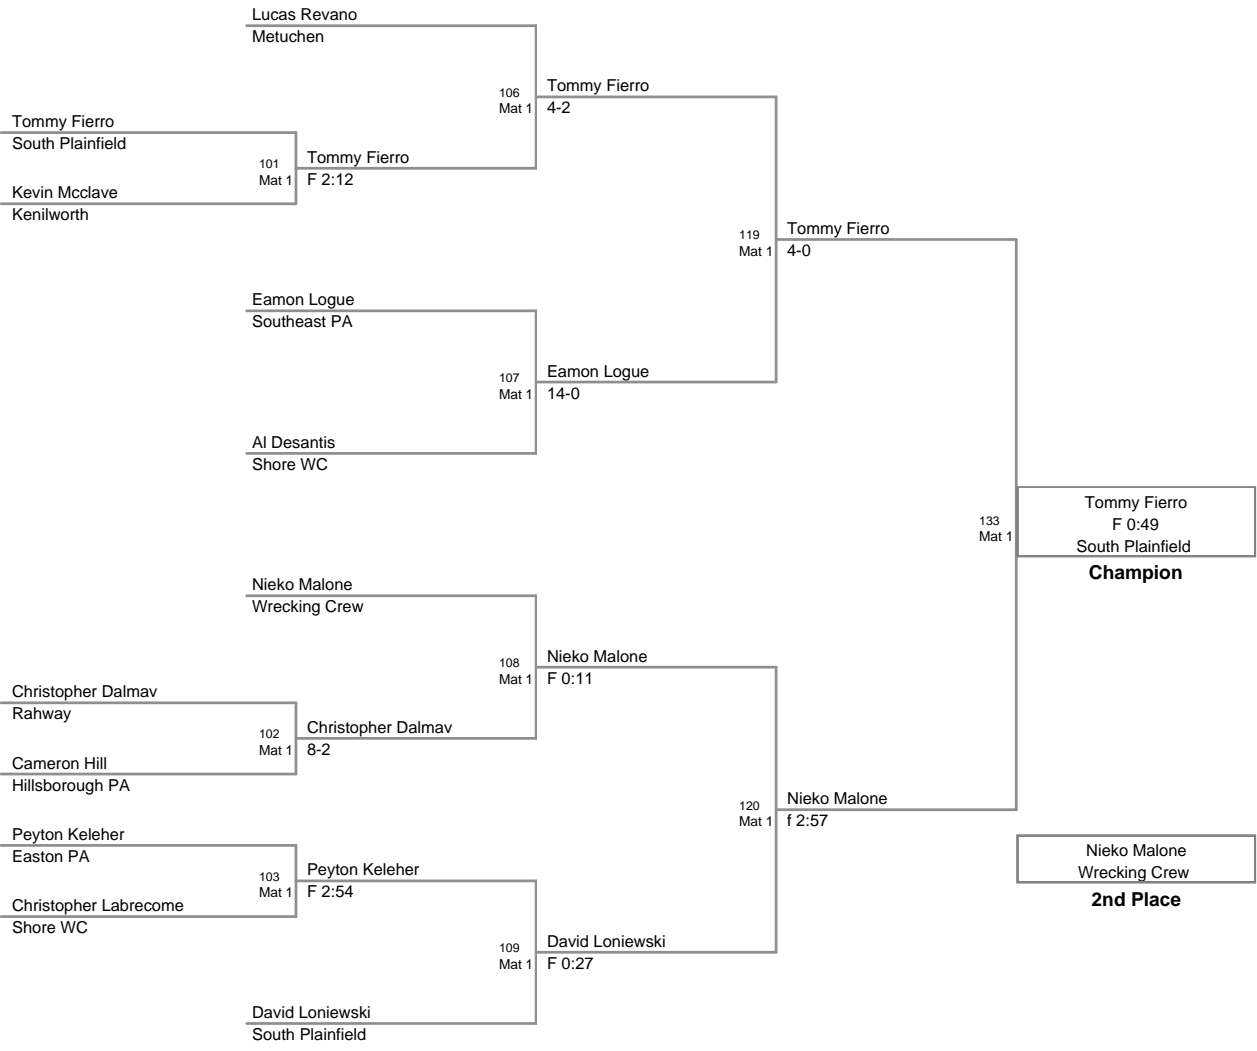 Lucas Revano
Metuchen
106
Mat 1
Tommy Fierro
4-2
Tommy Fierro
South Plainfield
101
Mat 1
Tommy Fierro
F 2:12
Kevin Mcclave
Kenilworth
119
Mat 1
Tommy Fierro
4-0
Eamon Logue
Southeast PA
107
Mat 1
Eamon Logue
14-0
Al Desantis
Shore WC
133
Mat 1
Tommy Fierro
F 0:49
South Plainfield
Champion
Nieko Malone
Wrecking Crew
108
Mat 1
Nieko Malone
F 0:11
Christopher Dalmav
Rahway
102
Mat 1
Christopher Dalmav
8-2
Cameron Hill
Hillsborough PA
120
Mat 1
Nieko Malone
f 2:57
Peyton Keleher
Easton PA
103
Mat 1
Peyton Keleher
F 2:54
Christopher Labrecome
Shore WC
Nieko Malone
Wrecking Crew
2nd Place
109
Mat 1
David Loniewski
F 0:27
David Loniewski
South Plainfield